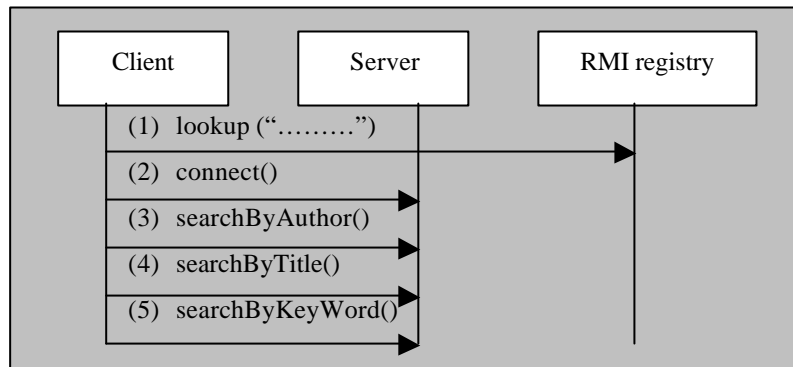 Client Server RMI registry
(1) lookup (“………”)
(2) connect()
(3) searchByAuthor()
(4) searchByTitle()
(5) searchByKeyWord()